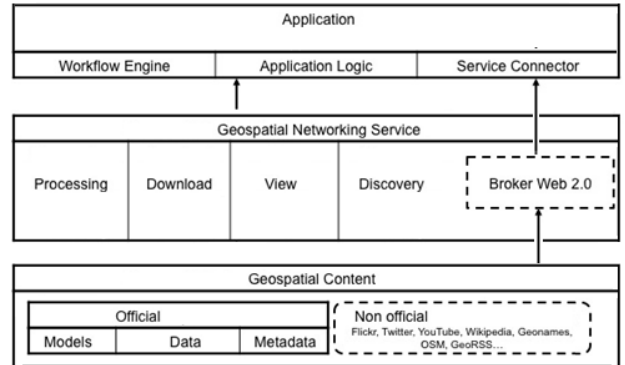 Application
Workflow Engine
Application Logic
Service Connector
Geospatial Networking Service
Processing
Download
View
Discovery
Broker Web 2.0
Geospatial Content
Official
Models
Data
Metadata
Non official
Flickr, Twitter, YouTube, Wikipedia, Geonames,
OSM, GeoRSS...